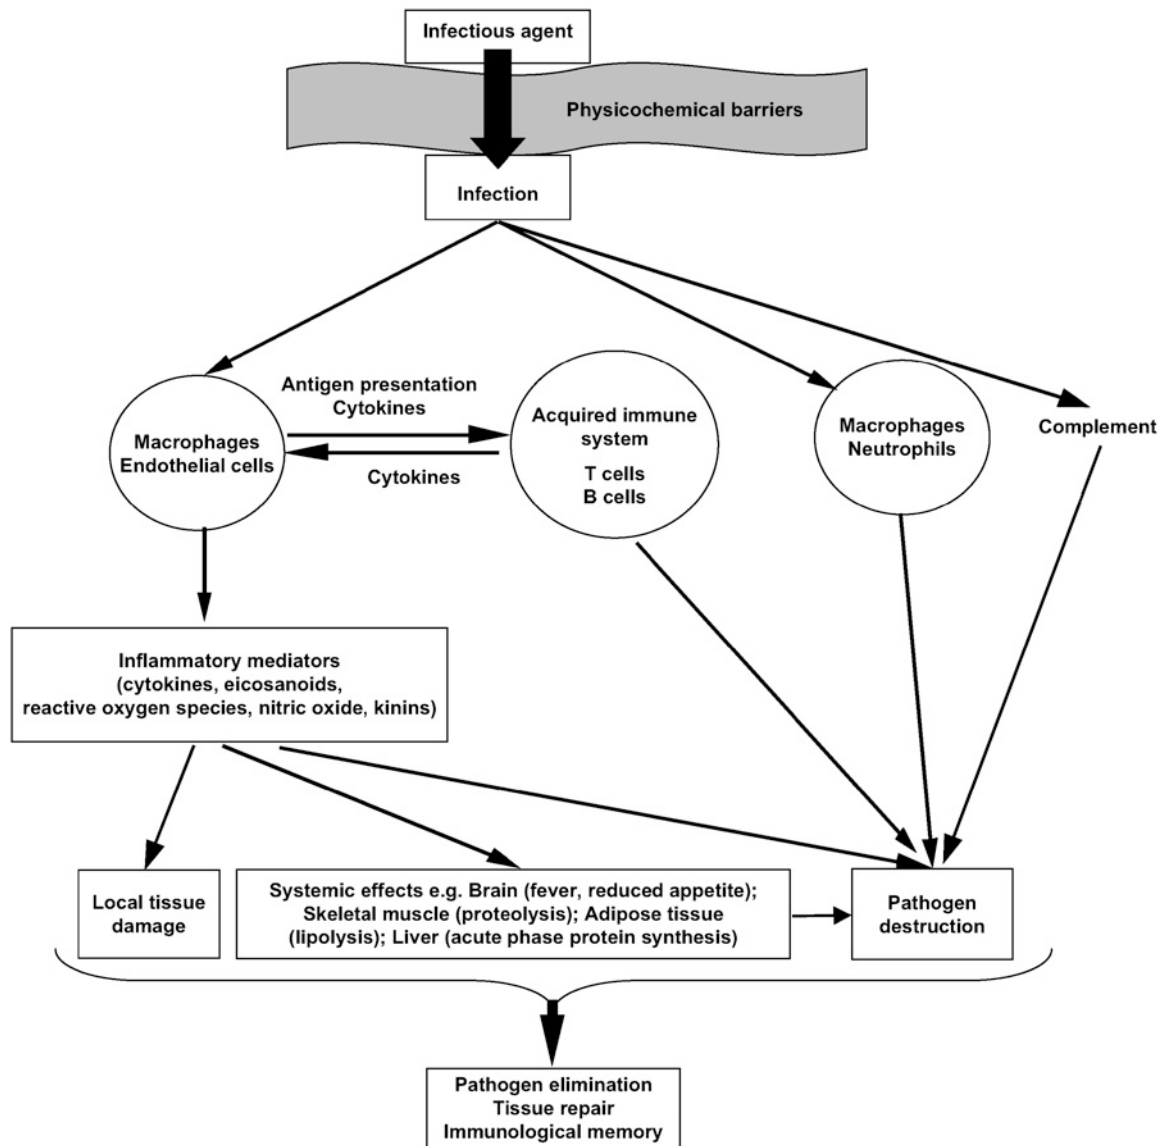 Infectious agent
Physicochemical barriers
Infection
Antigen presentation
Cytokines
Macrophages
Endothelial cells
Cytokines
Acquired immune
system
T cells
B cells
Macrophages
Neutrophils
Complement
Inflammatory mediators
(cytokines, eicosanoids,
reactive oxygen species, nitric oxide, kinins)
Local tissue
damage
Systemic effects e.g. Brain (fever, reduced appetite);
Skeletal muscle (proteolysis); Adipose tissue
(lipolysis); Liver (acute phase protein synthesis)
Pathogen
destruction
Pathogen elimination
Tissue repair
Immunological memory